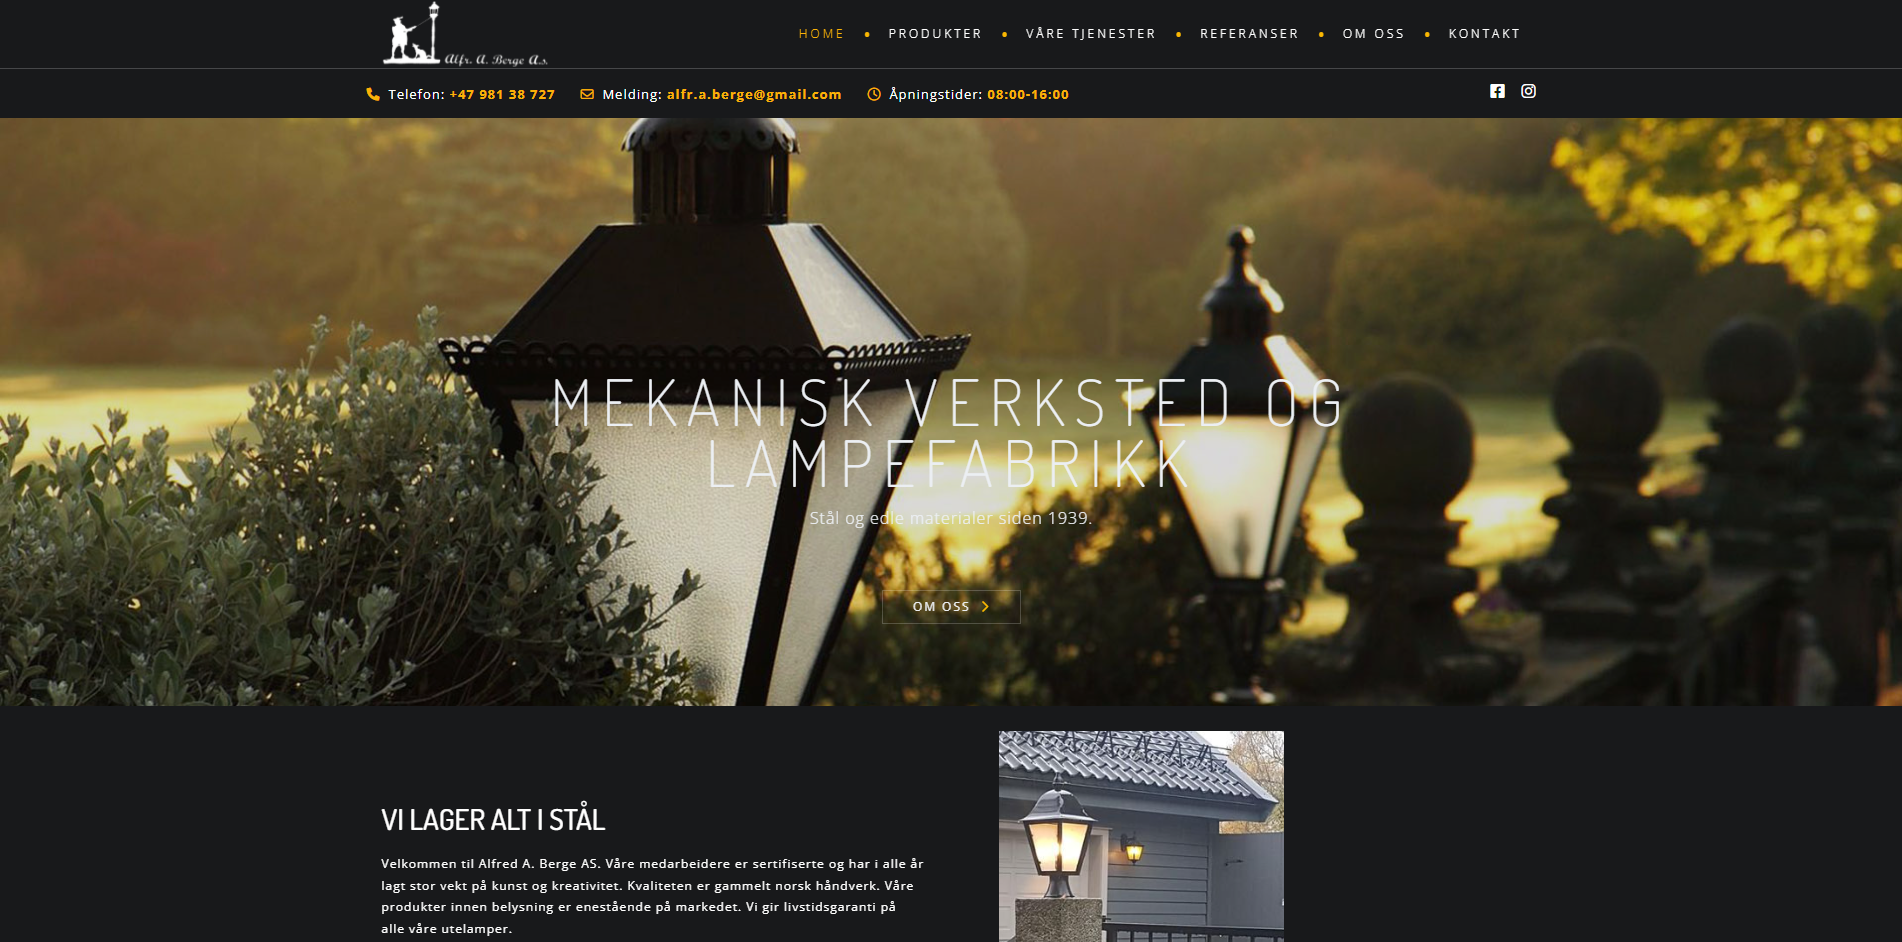 Alfr. A. Berge A.s.
HOME • PRODUKTER • VÅRE TJENESTER • REFERANSER • OM OSS • KONTAKT
Telefon: +47 981 38 727 Melding: alfr.a.berge@gmail.com Åpningstider: 08:00-16:00
MEKANISK VERKSTED OG
LAMPEFABRIKK
Stål og edle materialer siden 1939.
OM OSS
VI LAGER ALT I STÅL
Velkommen til Alfred A. Berge AS. Våre medarbeidere er sertifiserte og har i alle år
lagt stor vekt på kunst og kreativitet. Kvaliteten er gammelt norsk håndverk. Våre
produkter innen belysning er enestående på markedet. Vi gir livstidsgaranti på
alle våre utelamper.